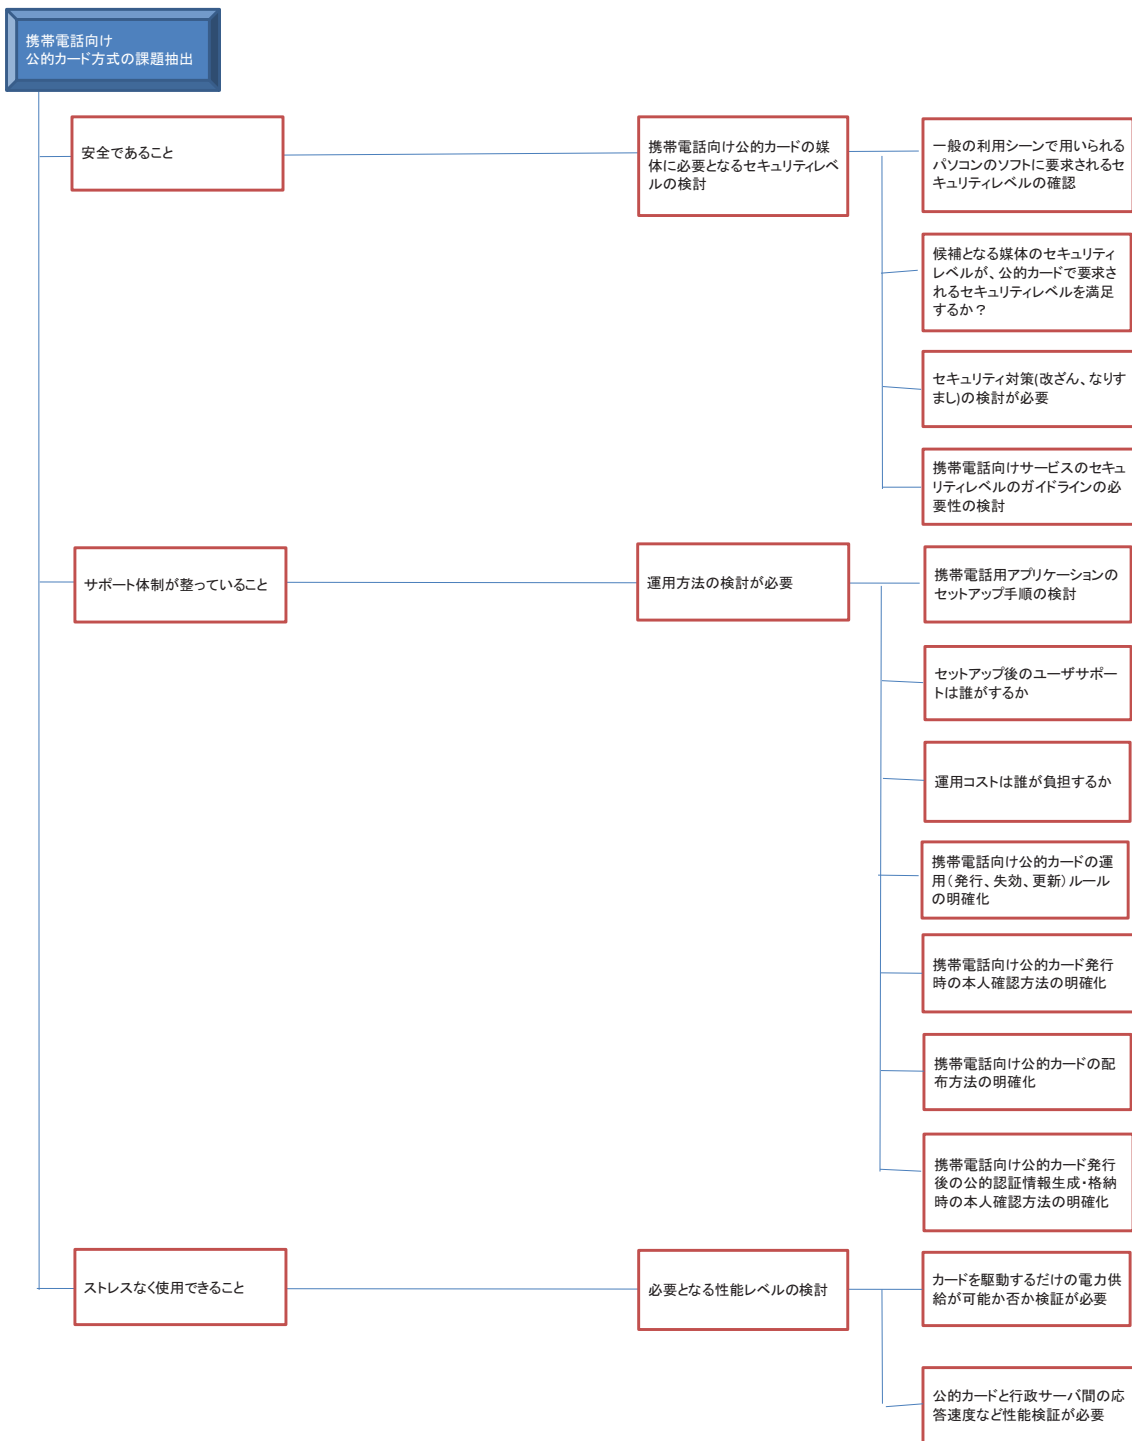 携帯電話向け
公的カード方式の課題抽出
安全であること
携帯電話向け公的カードの媒
体に必要となるセキュリティレベ
ルの検討
一般の利用シーンで用いられる
パソコンのソフトに要求されるセ
キュリティレベルの確認
候補となる媒体のセキュリティ
レベルが、公的カードで要求さ
れるセキュリティレベルを満足
するか？
セキュリティ対策(改ざん、なりす
まし)の検討が必要
携帯電話向けサービスのセキュ
リティレベルのガイドラインの必
要性の検討
サポート体制が整っていること
運用方法の検討が必要
携帯電話用アプリケーションの
セットアップ手順の検討
セットアップ後のユーザサポー
トは誰がするか
運用コストは誰が負担するか
携帯電話向け公的カードの運
用（発行、失効、更新）ルール
の明確化
携帯電話向け公的カード発行
時の本人確認方法の明確化
携帯電話向け公的カードの配
布方法の明確化
携帯電話向け公的カード発行
後の公的認証情報生成・格納
時の本人確認方法の明確化
ストレスなく使用できること
必要となる性能レベルの検討
カードを駆動するだけの電力供
給が可能か否か検証が必要
公的カードと行政サーバ間の応
答速度など性能検証が必要